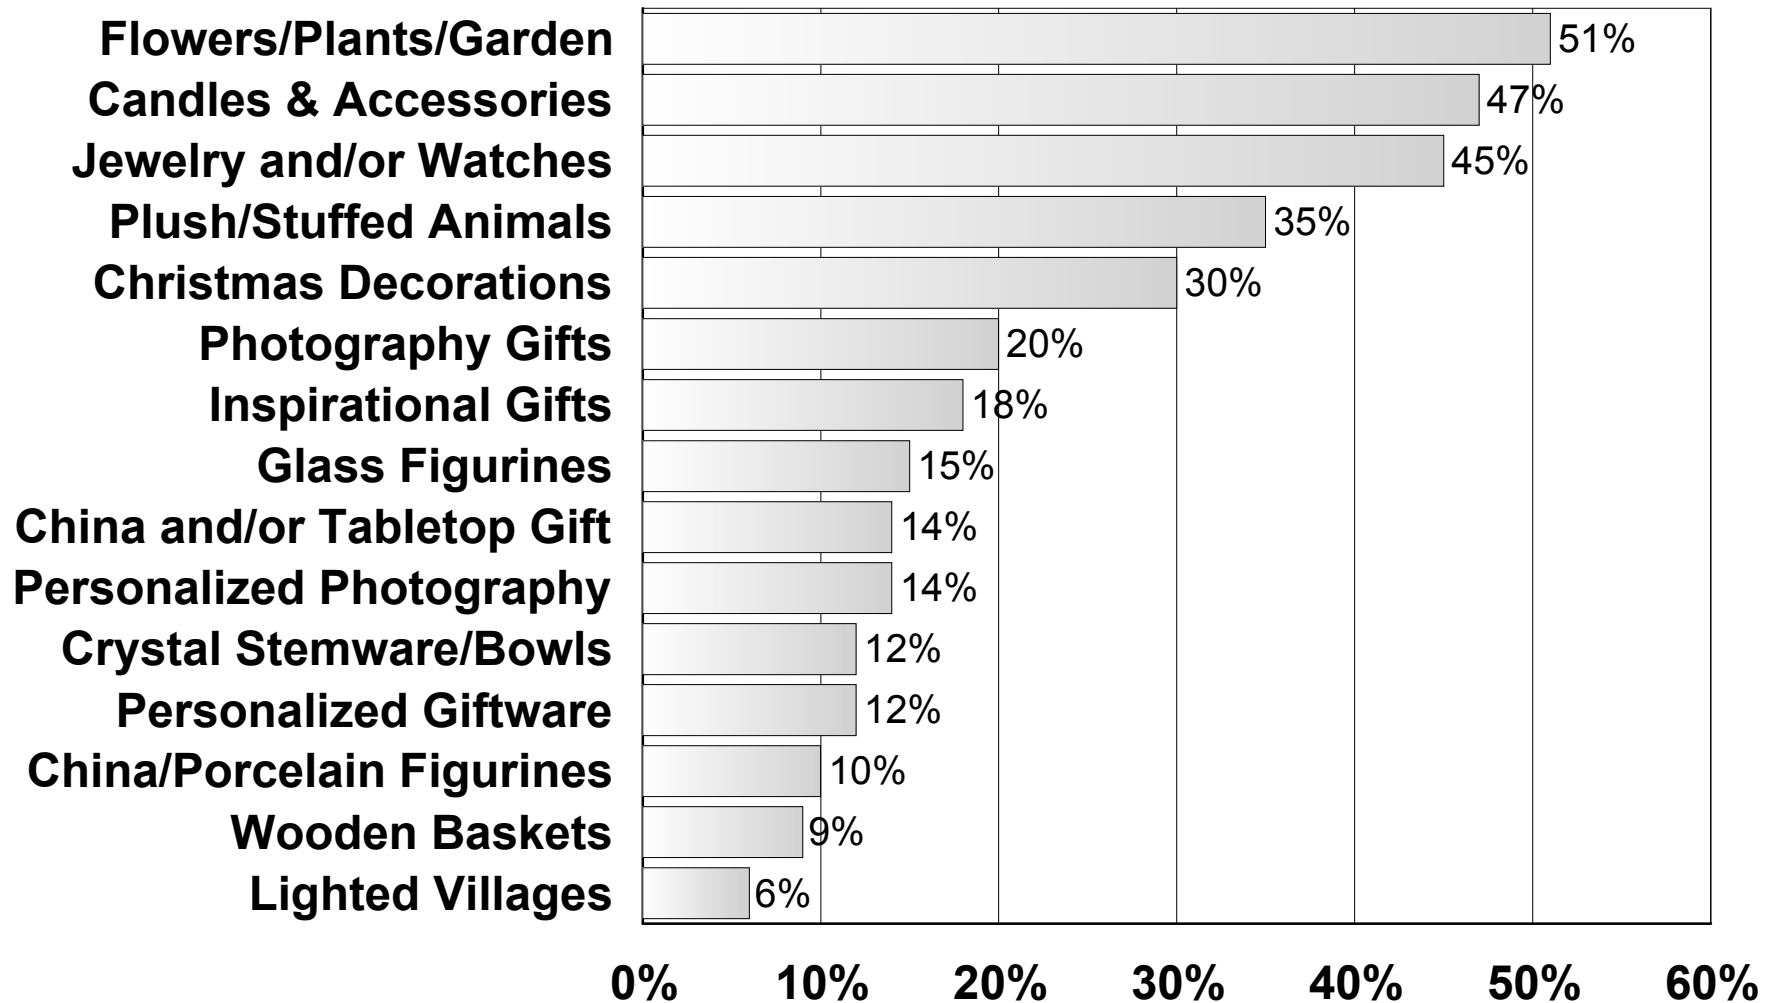 Flowers/Plants/Garden 51%
Candles & Accessories 47%
Jewelry and/or Watches 45%
Plush/Stuffed Animals 35%
Christmas Decorations 30%
Photography Gifts 20%
Inspirational Gifts 18%
Glass Figurines 15%
China and/or Tabletop Gift 14%
Personalized Photography 14%
Crystal Stemware/Bowls 12%
Personalized Giftware 12%
China/Porcelain Figurines 10%
Wooden Baskets 9%
Lighted Villages 6%
0% 10% 20% 30% 40% 50% 60%